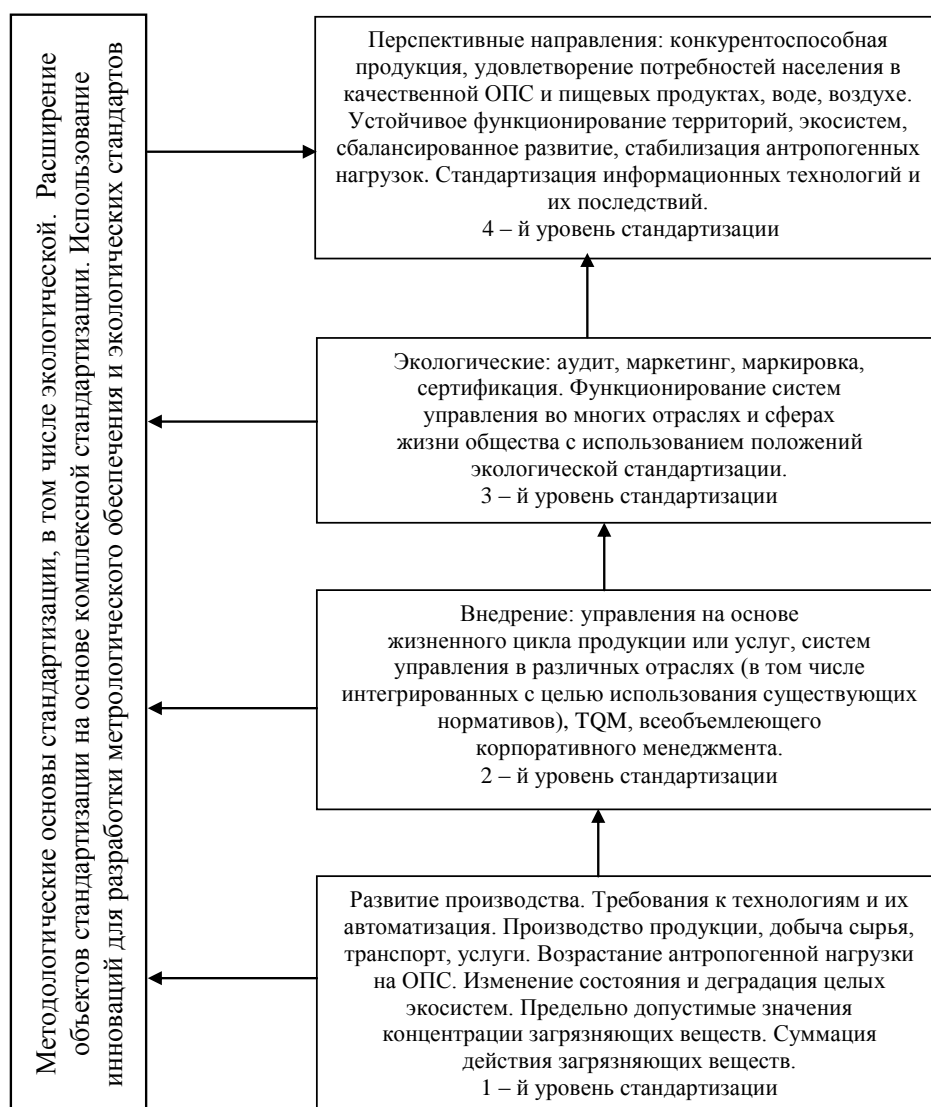 Методологические основы стандартизации, в том числе экологической. Расширение
объектов стандартизации на основе комплексной стандартизации. Использование
инноваций для разработки метрологического обеспечения и экологических стандартов
Перспективные направления: конкурентоспособная
продукция, удовлетворение потребностей населения в
качественной ОПС и пищевых продуктах, воде, воздухе.
Устойчивое функционирование территорий, экосистем,
сбалансированное развитие, стабилизация антропогенных
нагрузок. Стандартизация информационных технологий и
их последствий.
4 – й уровень стандартизации
Экологические: аудит, маркетинг, маркировка,
сертификация. Функционирование систем
управления во многих отраслях и сферах
жизни общества с использованием положений
экологической стандартизации.
3 – й уровень стандартизации
Внедрение: управления на основе
жизненного цикла продукции или услуг, систем
управления в различных отраслях (в том числе
интегрированных с целью использования существующих
нормативов), TQM, всеобъемлеющего
корпоративного менеджмента.
2 – й уровень стандартизации
Развитие производства. Требования к технологиям и их
автоматизация. Производство продукции, добыча сырья,
транспорт, услуги. Возрастание антропогенной нагрузки
на ОПС. Изменение состояния и деградация целых
экосистем. Предельно допустимые значения
концентрации загрязняющих веществ. Суммация
действия загрязняющих веществ.
1 – й уровень стандартизации